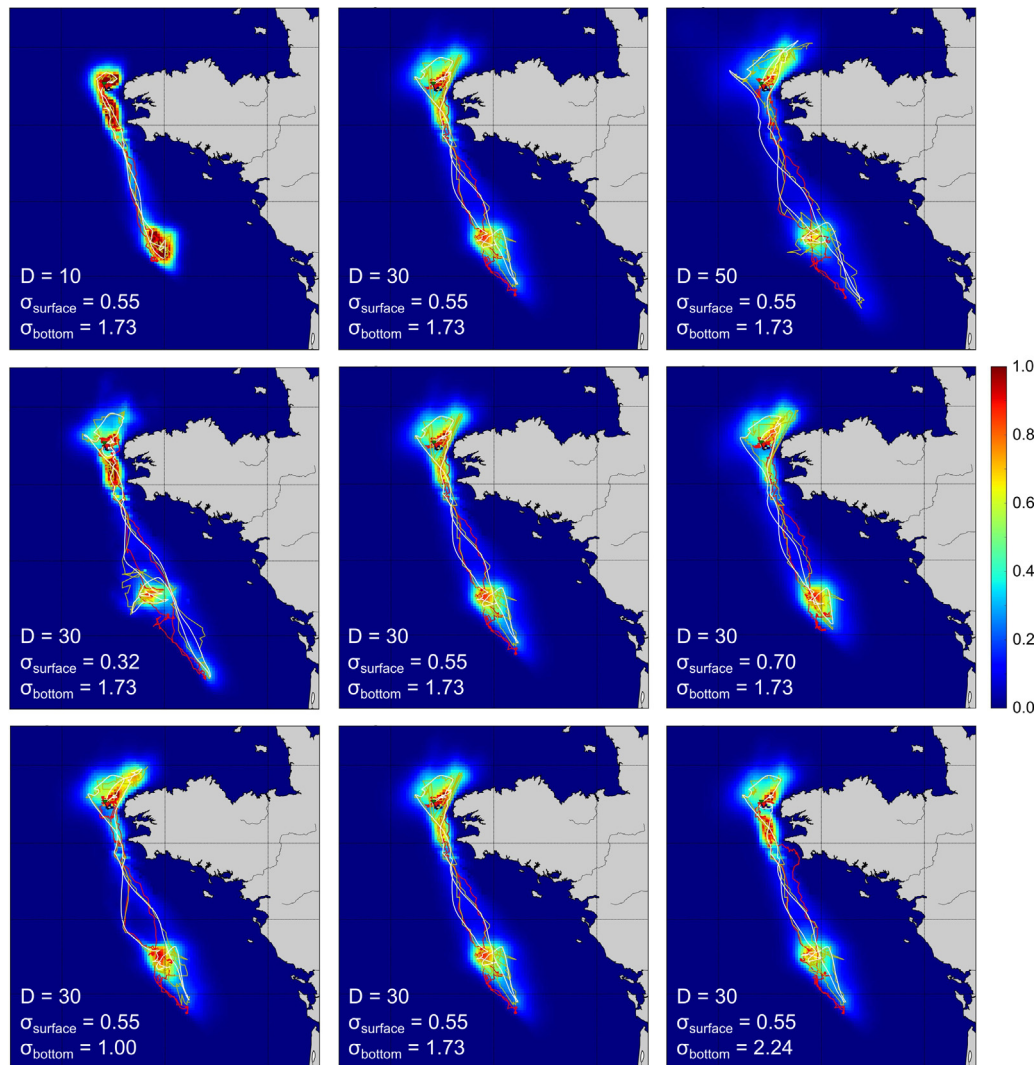 D = 10
σsurface = 0.55
σbottom = 1.73
D = 30
σsurface = 0.55
σbottom = 1.73
D = 50
σsurface = 0.55
σbottom = 1.73
D = 30
σsurface = 0.32
σbottom = 1.73
D = 30
σsurface = 0.55
σbottom = 1.73
D = 30
σsurface = 0.70
σbottom = 1.73
1.0
0.8
0.6
0.4
0.2
0.0
D = 30
σsurface = 0.55
σbottom = 1.00
D = 30
σsurface = 0.55
σbottom = 1.73
D = 30
σsurface = 0.55
σbottom = 2.24